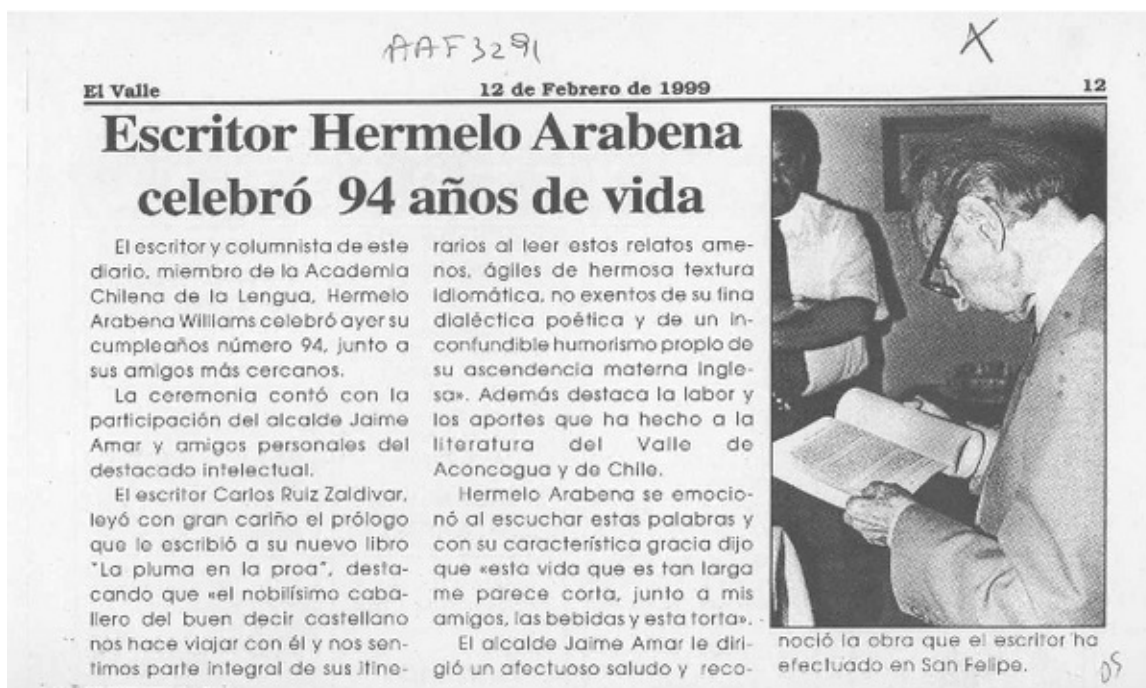 AAF3291
X
El Valle
12 de Febrero de 1999
12
Escritor Hermelo Arabena
celebró 94 años de vida
El escritor y columnista de este
diario, miembro de la Academia
Chilena de la Lengua, Hermelo
Arabena Williams celebró ayer su
cumpleaños número 94, junto a
sus amigos más cercanos.
La ceremonia contó con la
participación del alcalde Jaime
Amar y amigos personales del
destacado intelectual.
El escritor Carlos Ruiz Zaldivar,
leyó con gran cariño el prólogo
que le escribió a su nuevo libro
"La pluma en la proa", desta-
cando que «el nobilísimo caba-
llero del buen decir castellano
nos hace viajar con él y nos sen-
timos parte integral de sus itine-
rarios al leer estos relatos ame-
nos, ágiles de hermosa textura
idiomática, no exentos de su fina
dialéctica poética y de un in-
confundible humorismo propio de
su ascendencia materna ingle-
sa». Además destaca la labor y
los aportes que ha hecho a la
literatura del Valle de
Aconcagua y de Chile.
Hermelo Arabena se emocio-
nó al escuchar estas palabras y
con su característica gracia dijo
que «esta vida que es tan larga
me parece corta, junto a mis
amigos, las bebidas y esta torta».
El alcalde Jaime Amar le diri-
gió un afectuoso saludo y reco-
noció la obra que el escritor ha
efectuado en San Felipe.
05